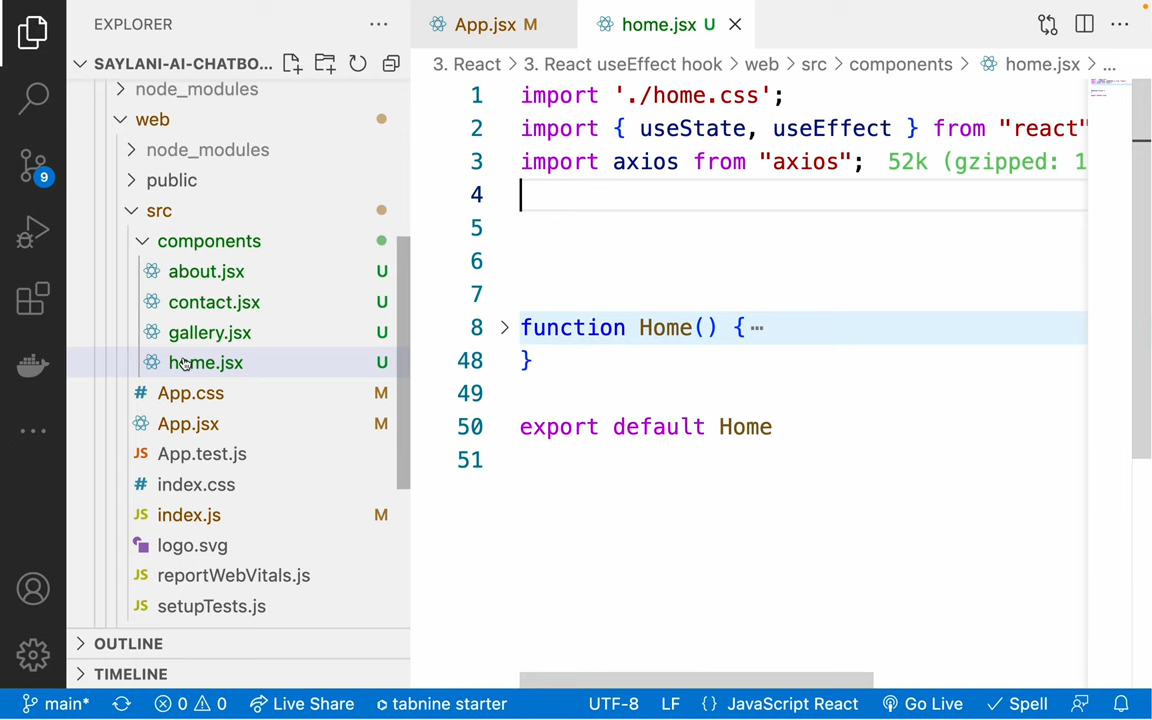 EXPLORER
SAYLANI-AI-CHATBO...
node_modules
web
node_modules
public
src
components
about.jsx U
contact.jsx U
gallery.jsx U
home.jsx U
App.css M
App.jsx M
App.test.js
index.css
index.js M
logo.svg
reportWebVitals.js
setupTests.js
OUTLINE
TIMELINE
9
App.jsx M
home.jsx U
3. React > 3. React useEffect hook > web > src > components > home.jsx > ...
1 import './home.css';
2 import { useState, useEffect } from "react"
3 import axios from "axios"; 52k (gzipped: 1
4
5
6
7
8 function Home() {
48 }
49
50 export default Home
51
main* 0 0 Live Share tabnine starter UTF-8 LF {} JavaScript React Go Live Spell